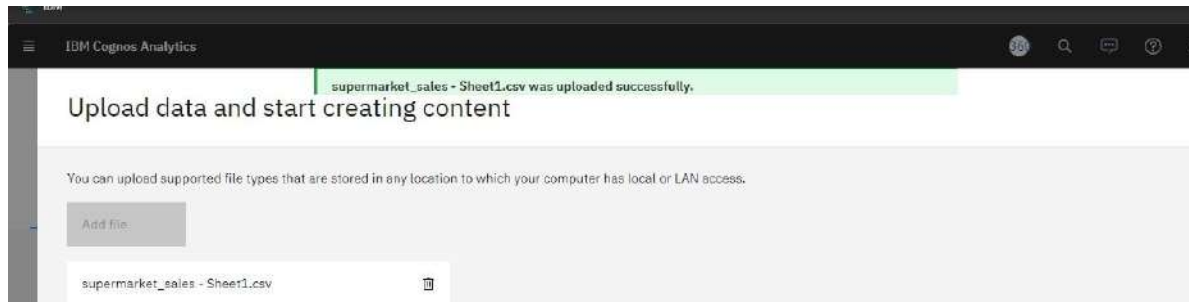 IBM Cognos Analytics
360
supermarket_sales - Sheet1.csv was uploaded successfully.
Upload data and start creating content
You can upload supported file types that are stored in any location to which your computer has local or LAN access.
Add file
supermarket_sales - Sheet1.csv